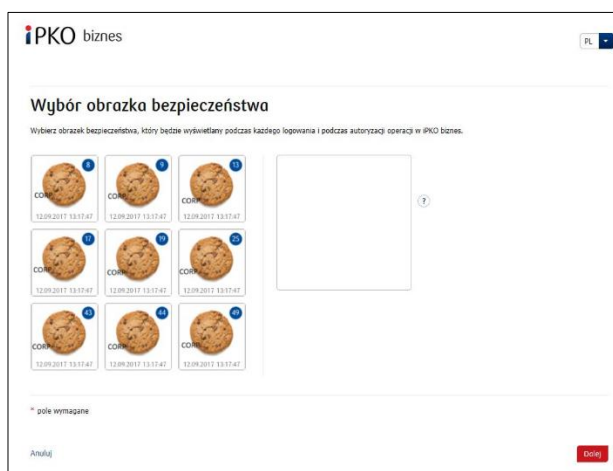 iPKO biznes
PL
Wybór obrazka bezpieczeństwa
Wybierz obrazek bezpieczeństwa, który będzie wyświetlany podczas każdego logowania i podczas autoryzacji operacji w iPKO biznes.
8 9 13
CORP CORP CORP
12.09.2017 13:17:47 12.09.2017 13:17:47 12.09.2017 13:17:47
?
17 19 25
CORP CORP CORP
12.09.2017 13:17:47 12.09.2017 13:17:47 12.09.2017 13:17:47
43 44 49
CORP CORP CORP
12.09.2017 13:17:47 12.09.2017 13:17:47 12.09.2017 13:17:47
* pole wymagane
Anuluj
Dalej